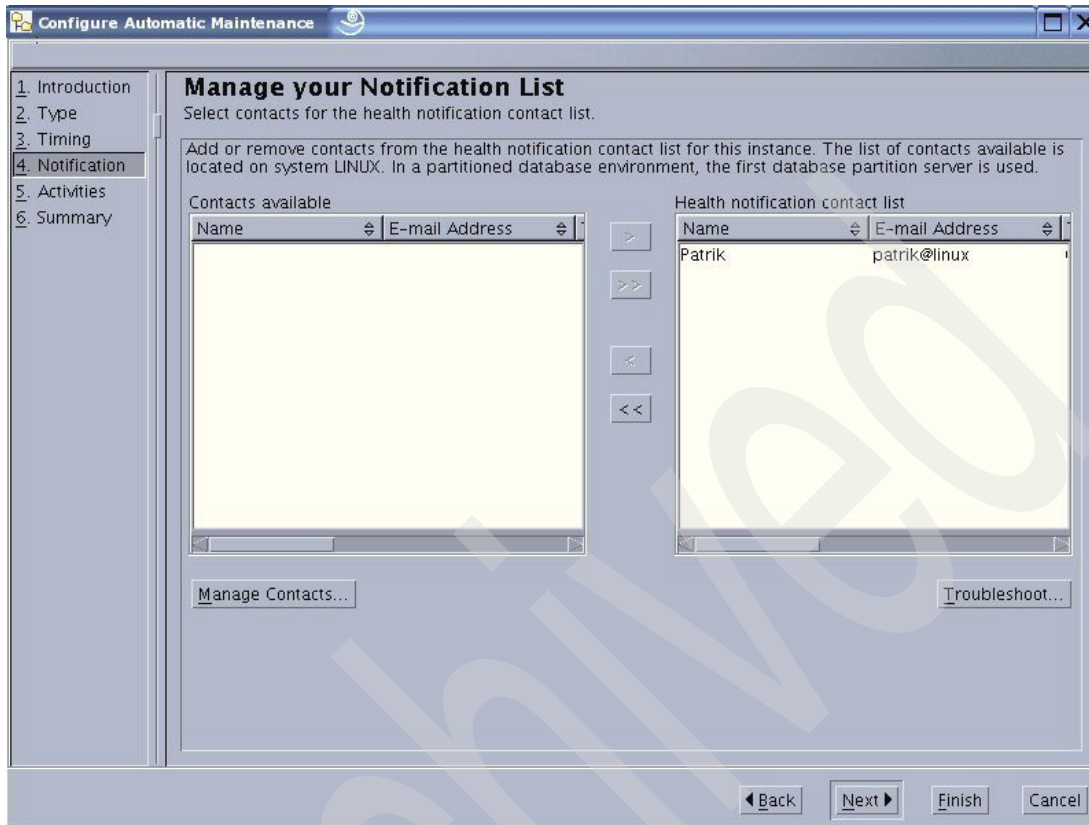 Configure Automatic Maintenance
1. Introduction
2. Type
3. Timing
4. Notification
5. Activities
6. Summary
Manage your Notification List
Select contacts for the health notification contact list.
Add or remove contacts from the health notification contact list for this instance. The list of contacts available is
located on system LINUX. In a partitioned database environment, the first database partition server is used.
Contacts available
Name E-mail Address
>
>>
<
<<
Health notification contact list
Name E-mail Address
Patrik patrik@linux
Manage Contacts...
Troubleshoot...
Back Next Finish Cancel